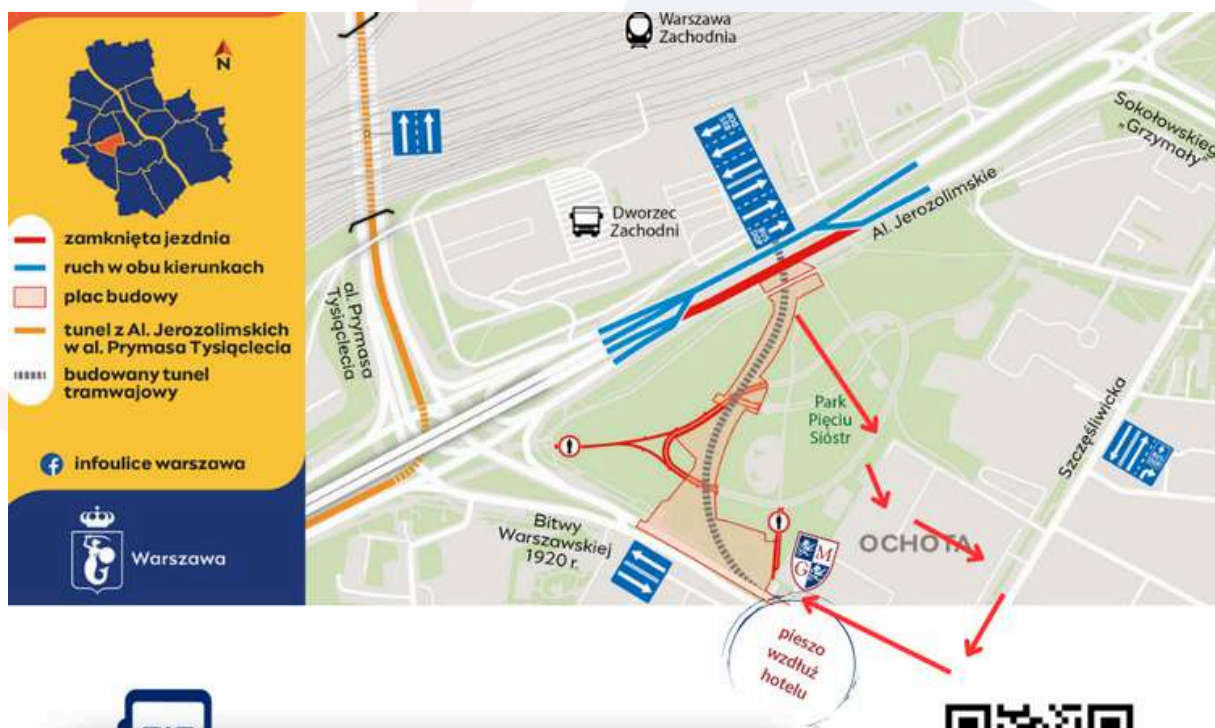 N
zamknięta jezdnia
ruch w obu kierunkach
plac budowy
tunel z Al. Jerozolimskich
w al. Prymasa Tysiąclecia
budowany tunel
tramwajowy
infoulice warszawa
Warszawa
Warszawa
Zachodnia
Sokołowskiego
„Grzymały”
BUS
Dworzec
Zachodni
BUS
Al. Jerozolimskie
al. Prymasa
Tysiąclecia
Park
Pięciu
Sióstr
Szczęśliwicka
Bitwy
Warszawskiej
1920 r.
OCHOTA
M
G
pieszo
wzdłuż
hotelu